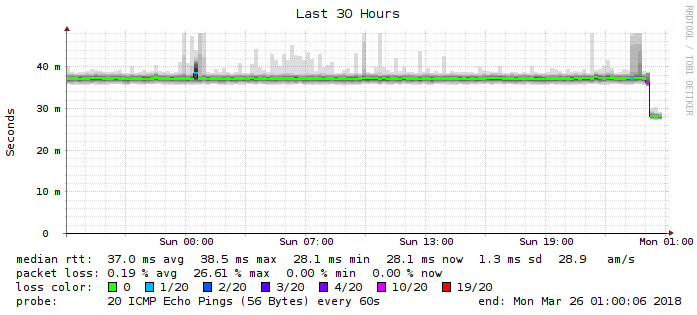 Last 30 Hours
RRDTOOL / TOBI OETIKER
Seconds
40 m
30 m
20 m
10 m
0
Sun 00:00 Sun 07:00 Sun 13:00 Sun 19:00 Mon 01:00
median rtt: 37.0 ms avg 38.5 ms max 28.1 ms min 28.1 ms now 1.3 ms sd 28.9 am/s
packet loss: 0.19 % avg 26.61 % max 0.00 % min 0.00 % now
loss color: 0 1/20 2/20 3/20 4/20 10/20 19/20
probe: 20 ICMP Echo Pings (56 Bytes) every 60s end: Mon Mar 26 01:00:06 2018